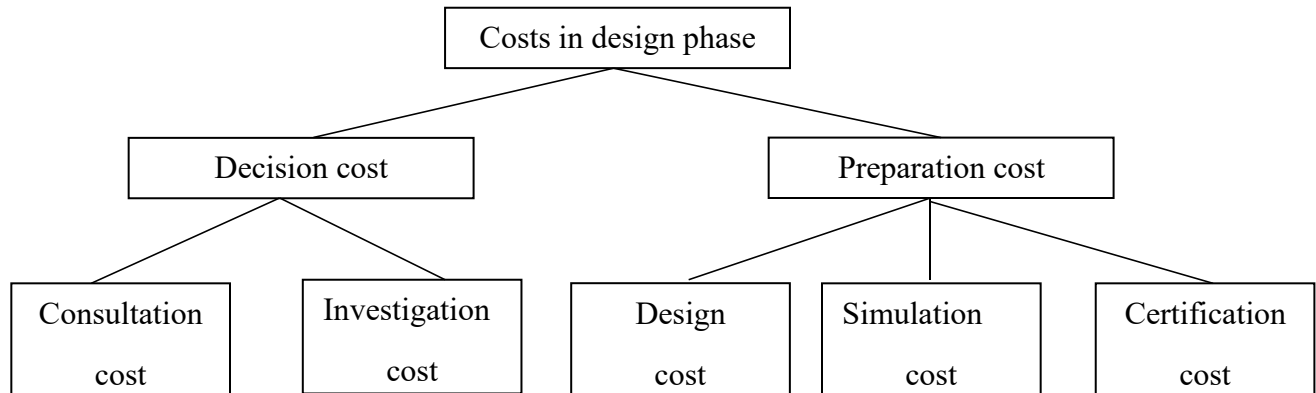 Costs in design phase
Decision cost
Preparation cost
Consultation
cost
Investigation
cost
Design
cost
Simulation
cost
Certification
cost